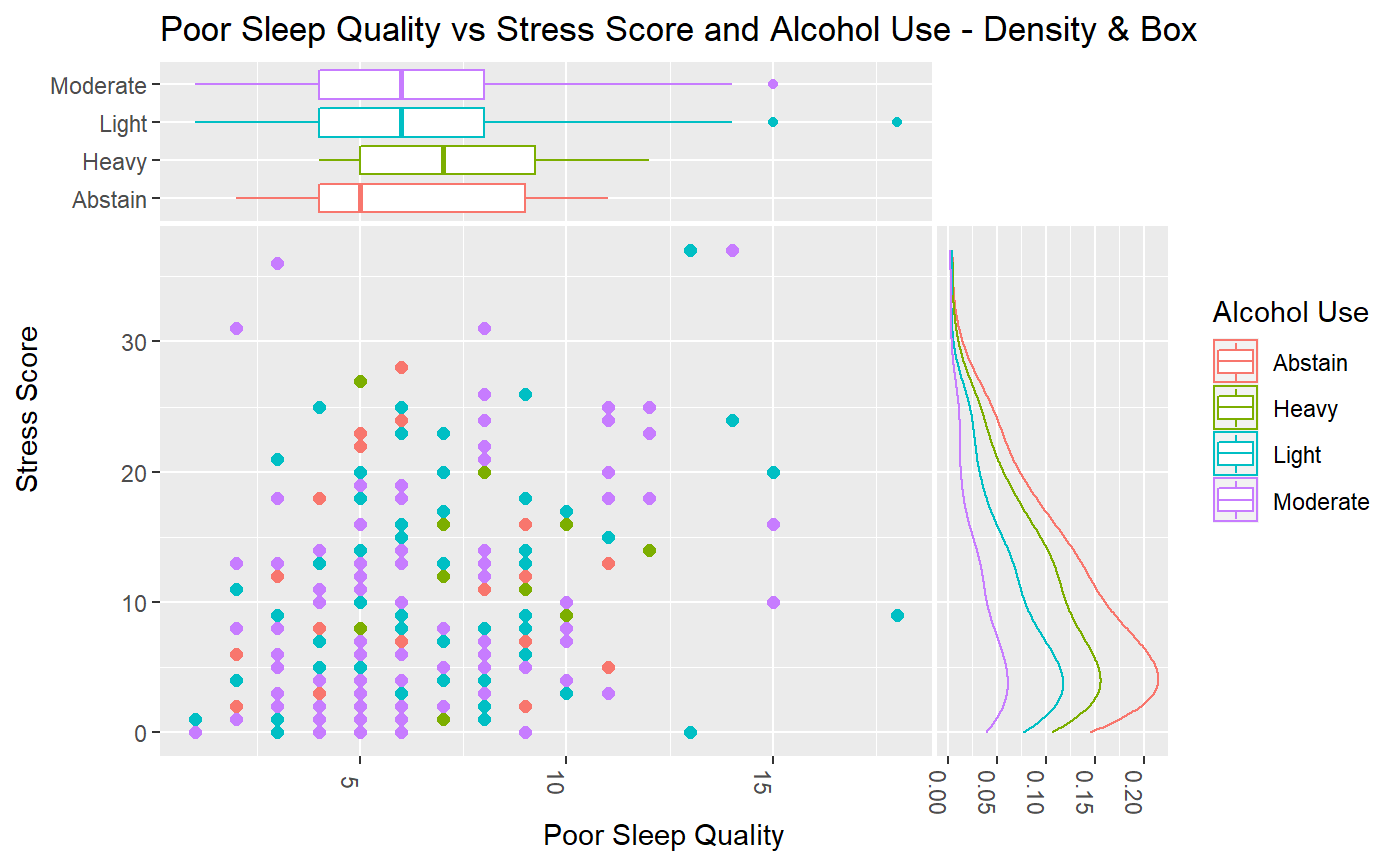 Poor Sleep Quality vs Stress Score and Alcohol Use - Density & Box
Moderate
Light
Heavy
Abstain
Stress Score
30
20
10
0
5
10
15
Poor Sleep Quality
0.00
0.05
0.10
0.15
0.20
Alcohol Use
Abstain
Heavy
Light
Moderate